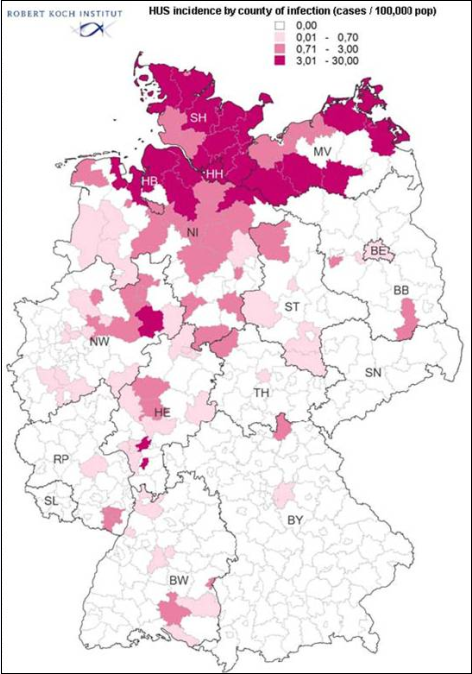 ROBERT KOCH INSTITUT
HUS incidence by county of infection (cases / 100,000 pop)
0,00
0,01 - 0,70
0,71 - 3,00
3,01 - 30,00
SH
MV
HH
HB
NI
BE
BB
ST
NW
SN
TH
HE
RP
SL
BY
BW